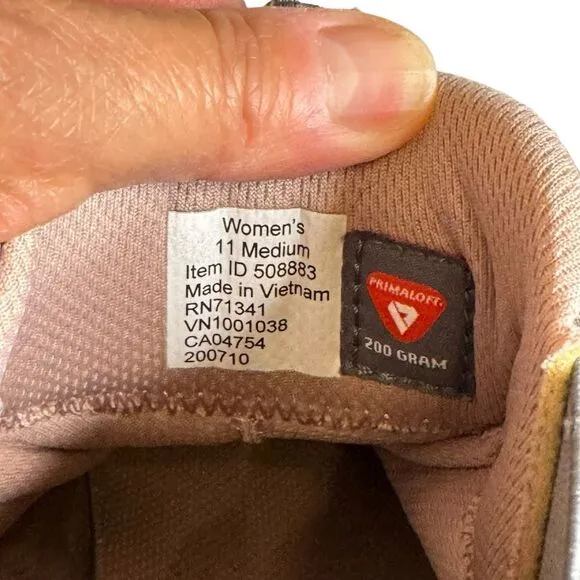 Women's
11 Medium
Item ID 508883
Made in Vietnam
RN71341
VN1001038
CA04754
200710
PRIMALOFT
200 GRAM